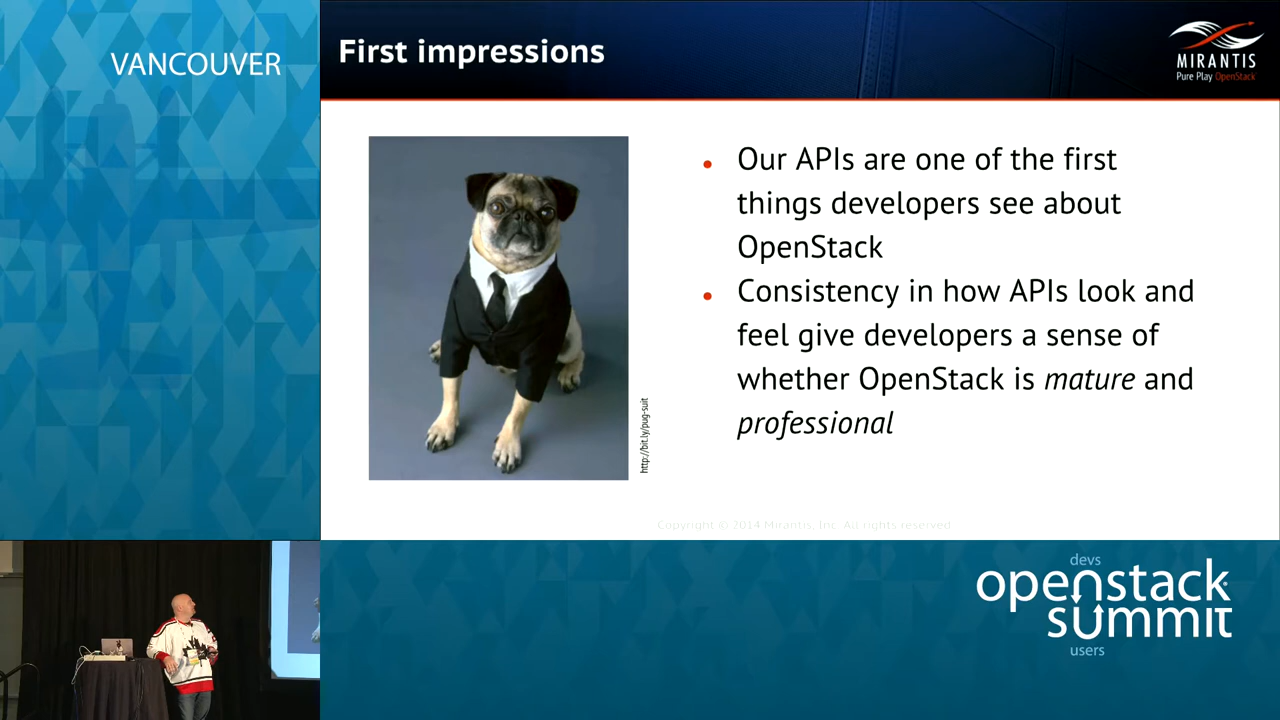 VANCOUVER
First impressions
MIRANTIS
Pure Play OpenStack
Our APIs are one of the first
things developers see about
OpenStack
Consistency in how APIs look and
feel give developers a sense of
whether OpenStack is mature and
professional
http://bit.ly/pug-suit
Copyright © 2014 Mirantis, Inc. All rights reserved
devs
openstack
summit
users